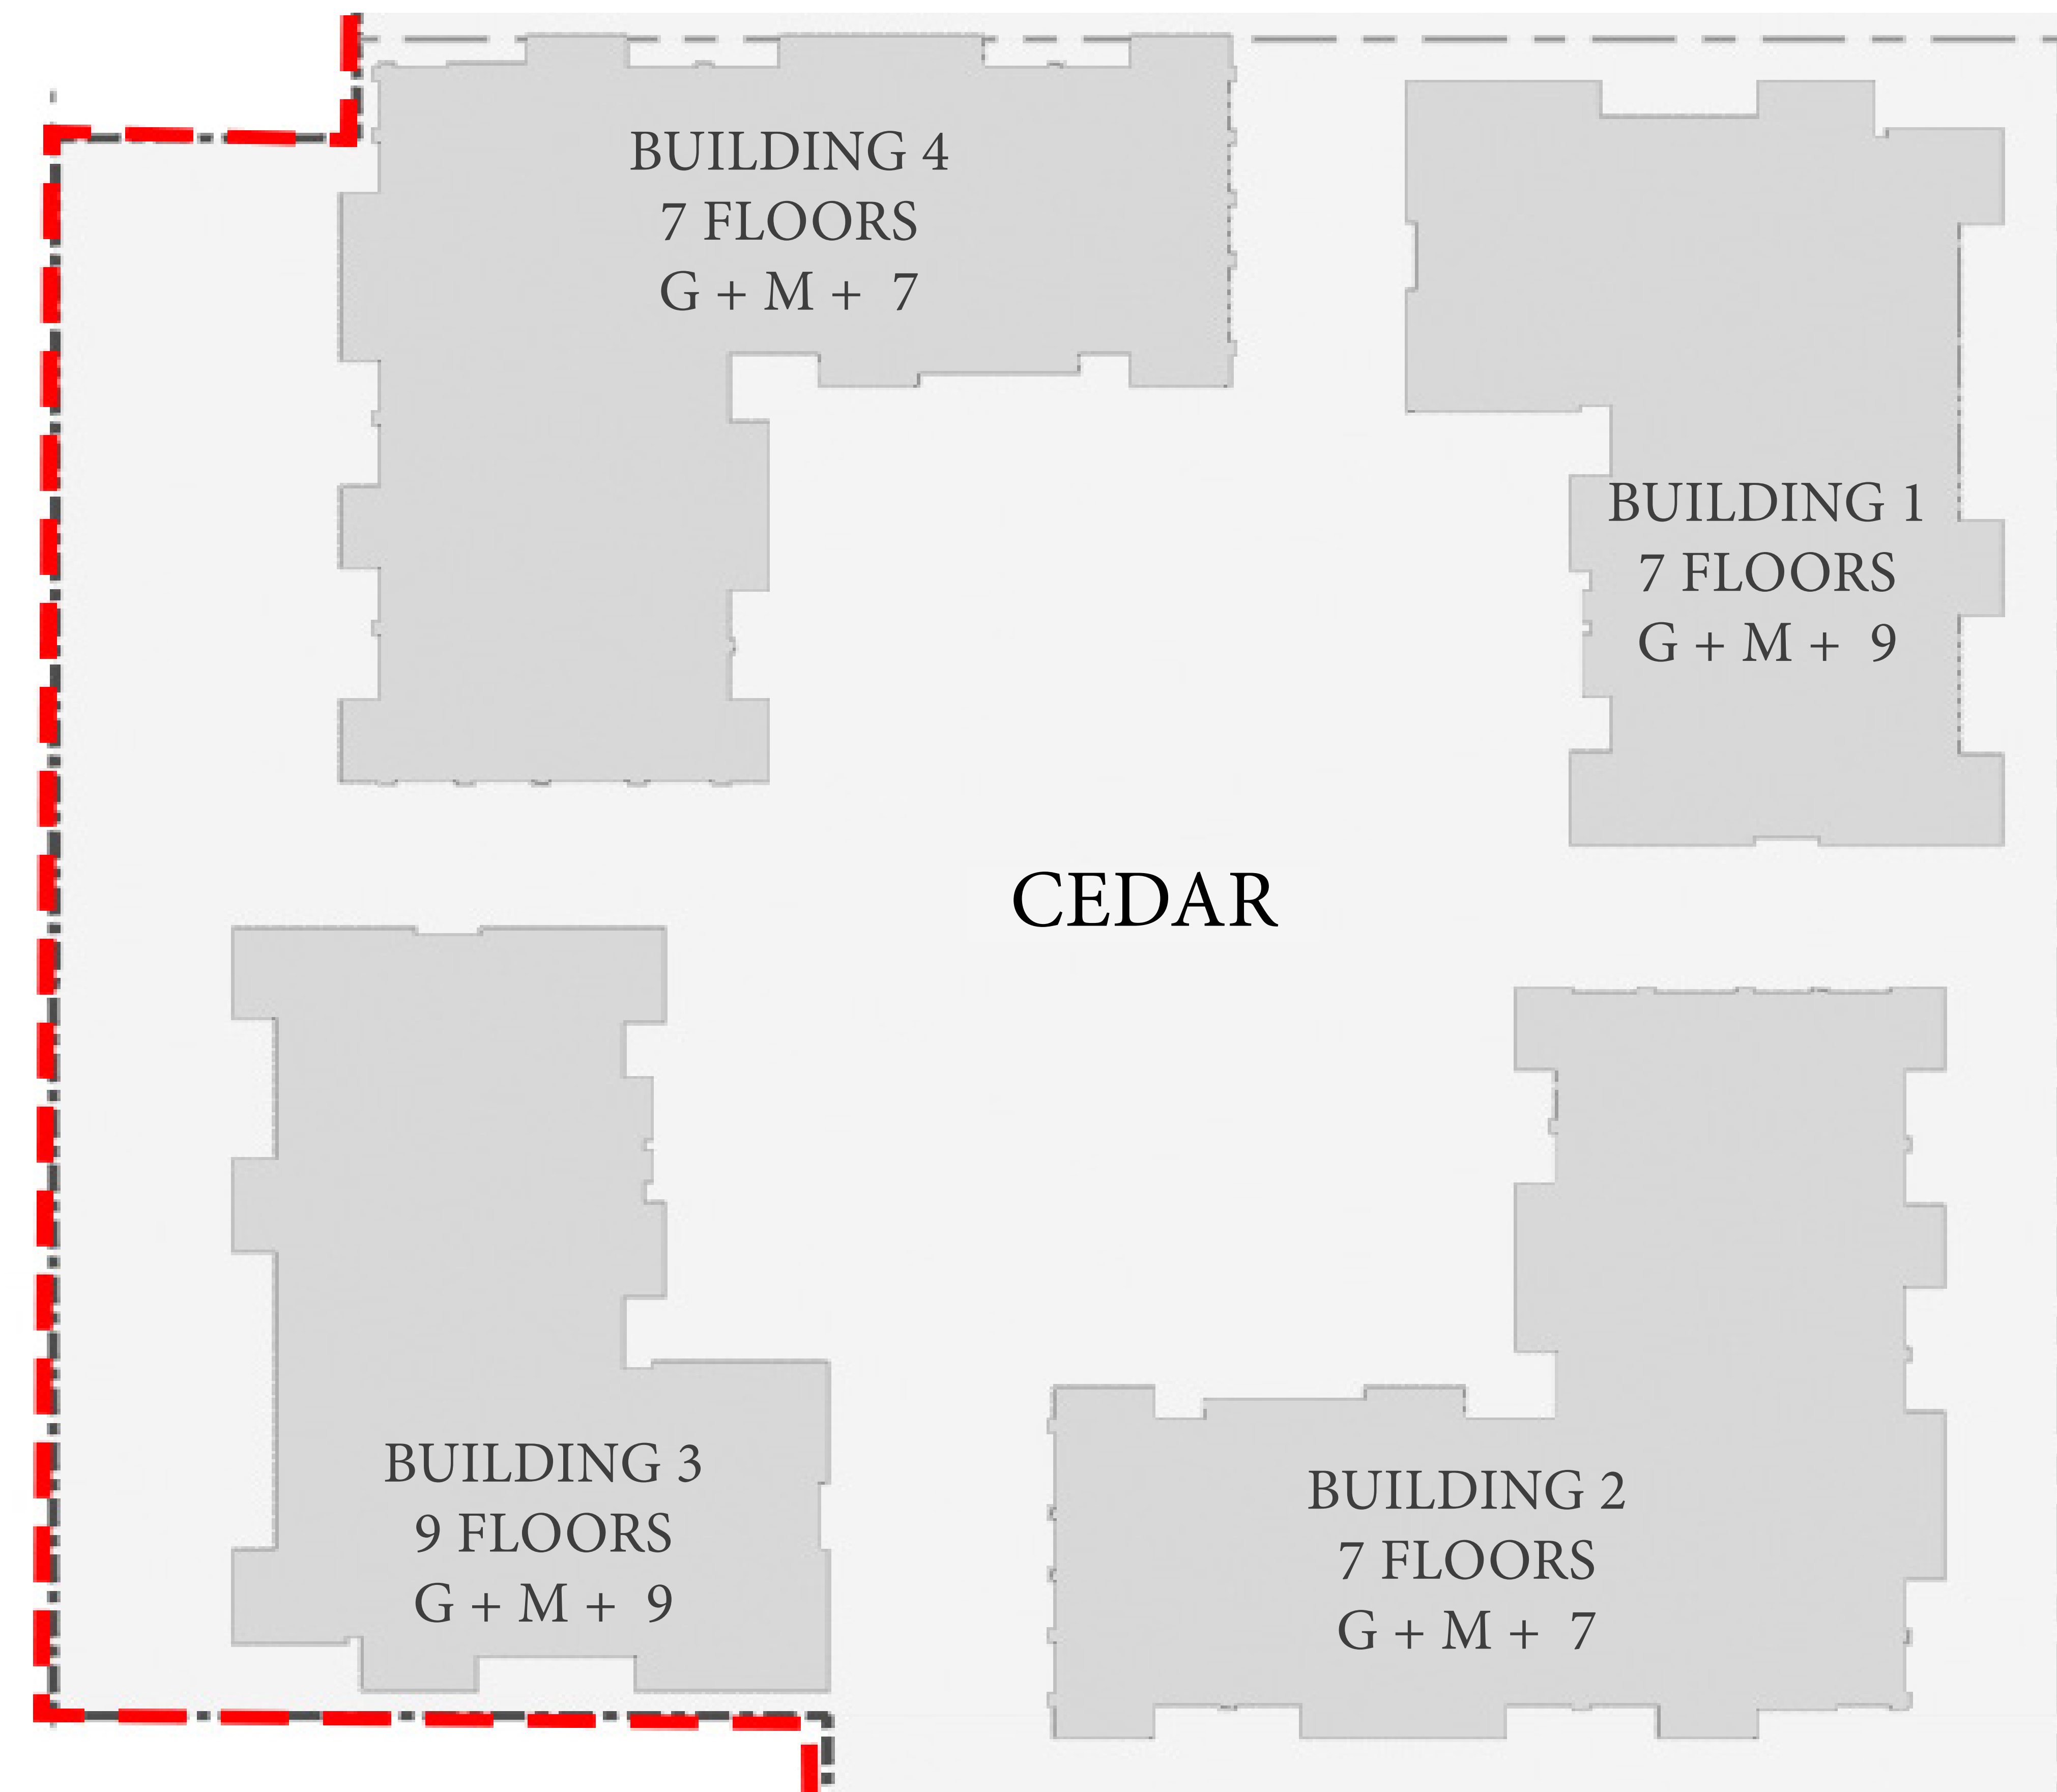 BUILDING 4
7 FLOORS
G + M + 7
BUILDING 1
7 FLOORS
G + M + 9
CEDAR
BUILDING 3
9 FLOORS
G + M + 9
BUILDING 2
7 FLOORS
G + M + 7